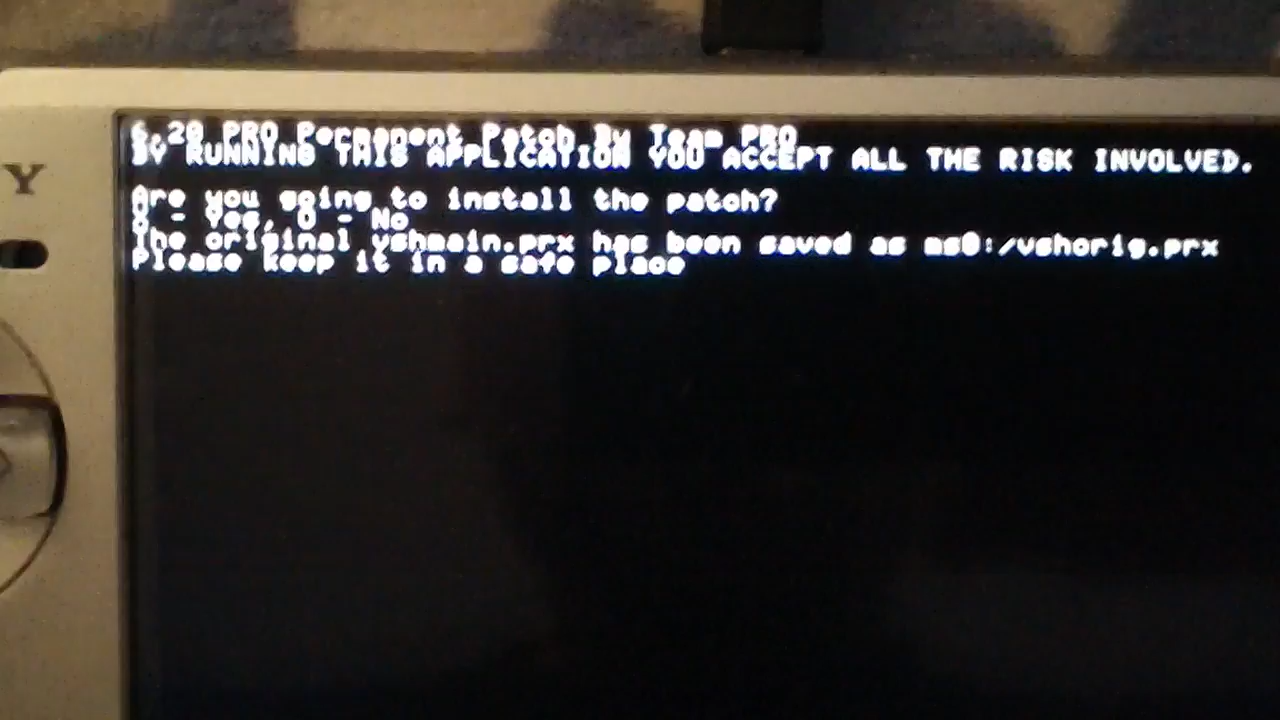 6.20 PRO Permanent Patch By Team PRO
BY RUNNING THIS APPLICATION YOU ACCEPT ALL THE RISK INVOLVED.
Are you going to install the patch?
- Yes, O - No
The original vshmain.prx has been saved as ms0:/vshorig.prx
Please keep it in a safe place
Y